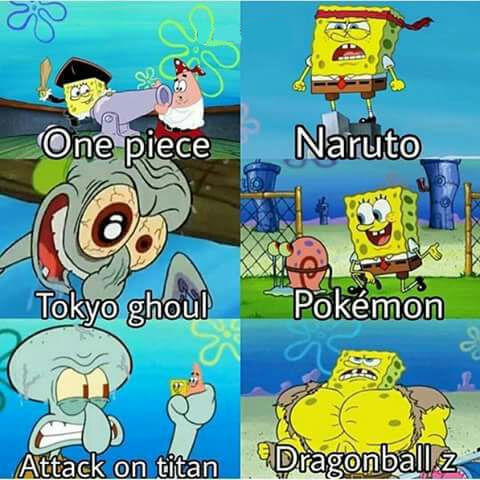 One piece
Naruto
Tokyo ghoul
Pokémon
Attack on titan
Dragonball z